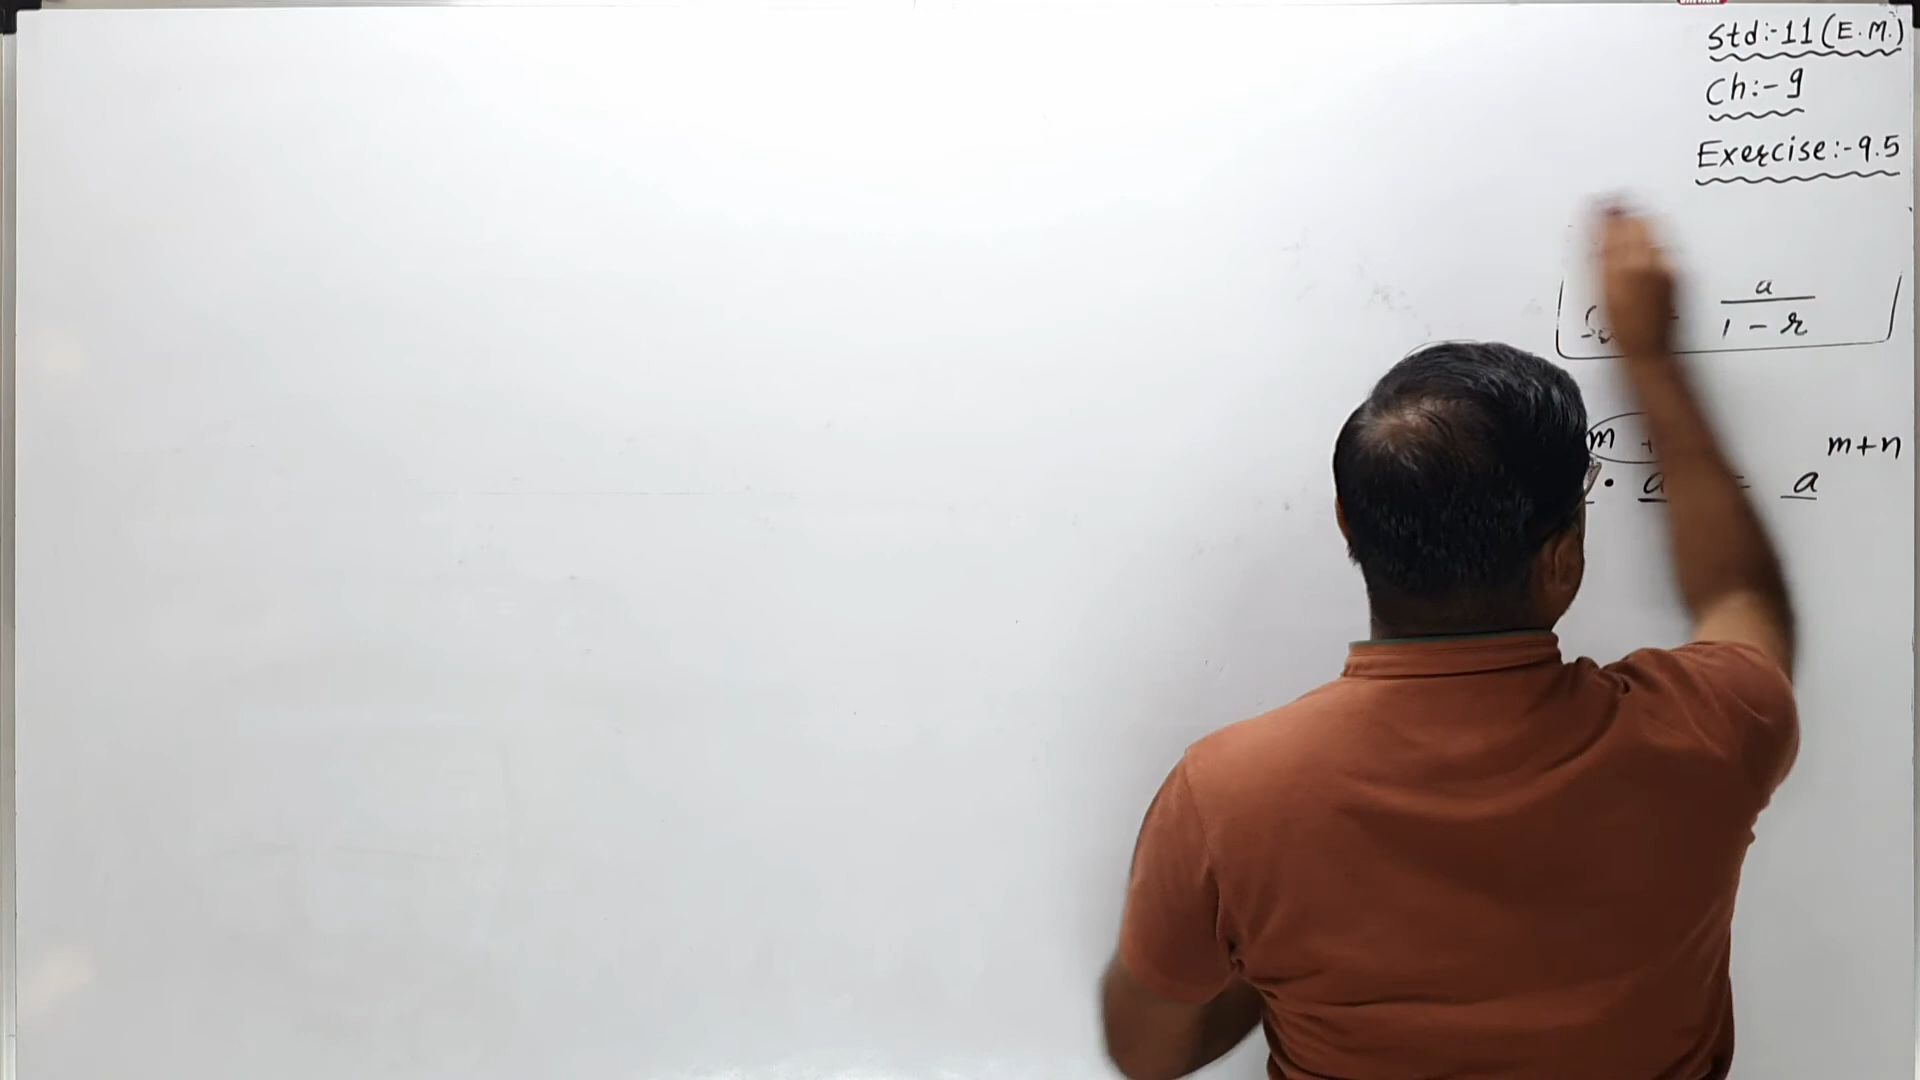 Std:-11 (E.M.)
Ch:-9
Exercise:-9.5
a
1 - r
m + m+n
· a = a